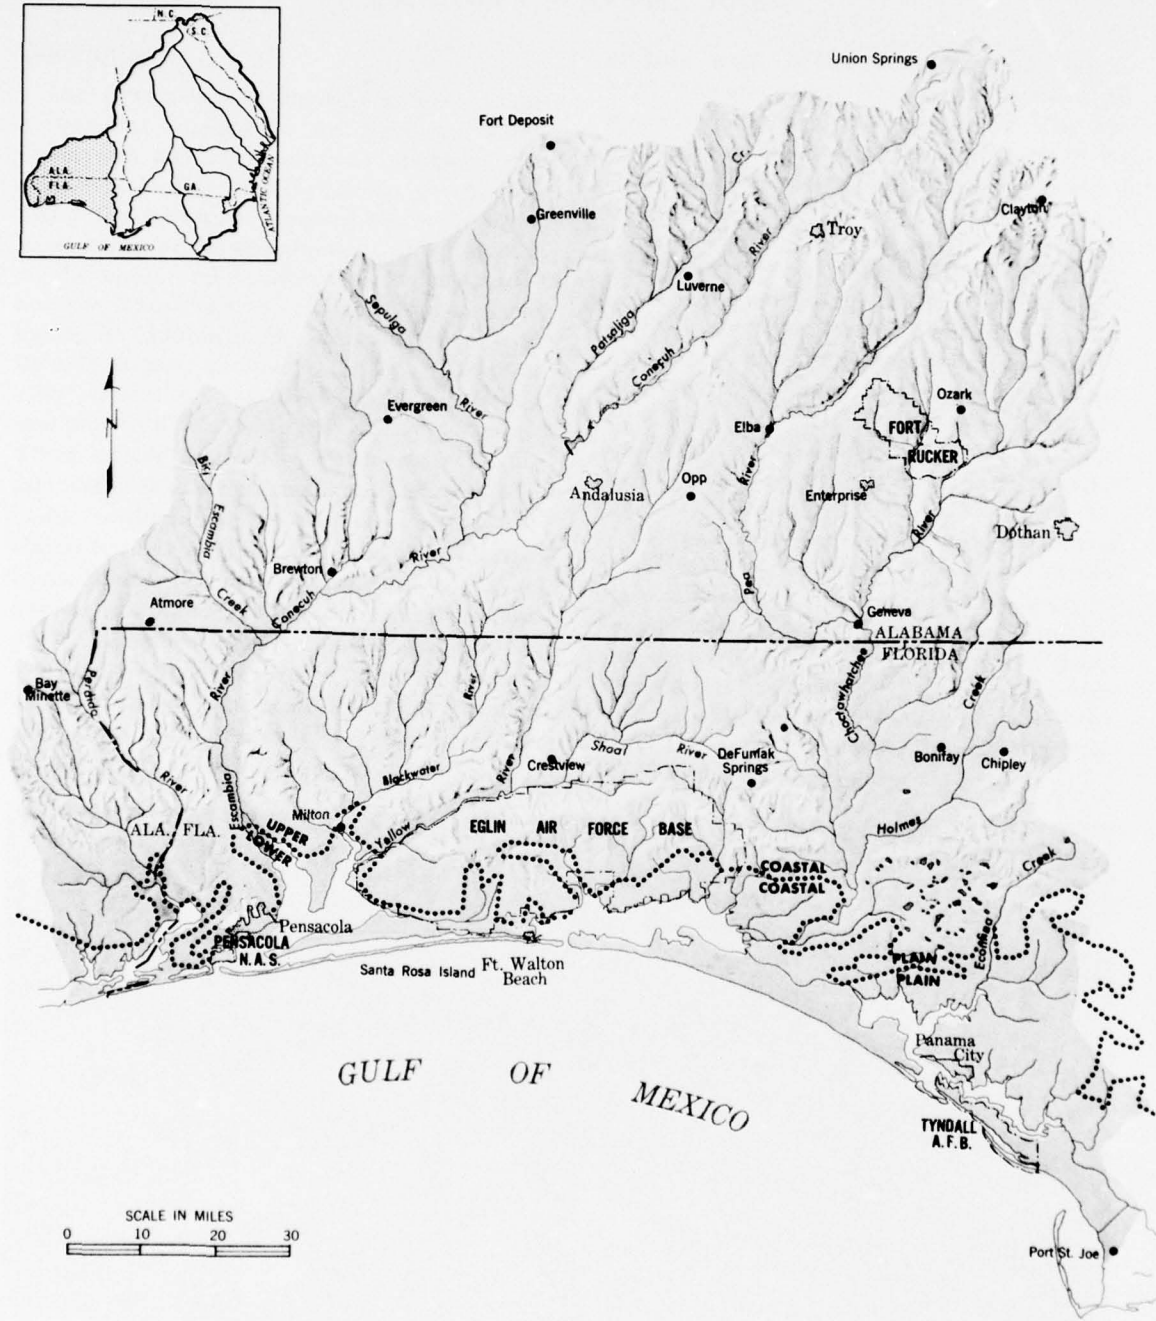 N.C.
S.C.
ALA.
FLA.
GA.
ATLANTIC OCEAN
GULF OF MEXICO
Union Springs
Fort Deposit
Cr.
Greenville
Clayton
River
Troy
Luverne
Sepulga
River
Patsaliga
Conecuh
Evergreen
Ozark
Elba
FORT
RUCKER
River
Opp
Andalusia
Enterprise
River
Dothan
Escambia
Creek
River
Brewton
Conecuh
Atmore
Pea
Geneva
ALABAMA
FLORIDA
Bay
Minette
River
River
Choctawhatchee
Creek
River
Shoal River
DeFuniak
Springs
Crestview
Bonifay
Chipley
Blackwater
River
Escambia
Milton
ALA. FLA.
UPPER
LOWER
Yellow
EGLIN AIR FORCE BASE
Holmes
COASTAL
COASTAL
Creek
Pensacola
PENSACOLA
N.A.S.
Santa Rosa Island
Ft. Walton
Beach
PLAIN
PLAIN
Econfina
Panama
City
GULF OF MEXICO
TYNDALL
A.F.B.
SCALE IN MILES
0 10 20 30
Port St. Joe